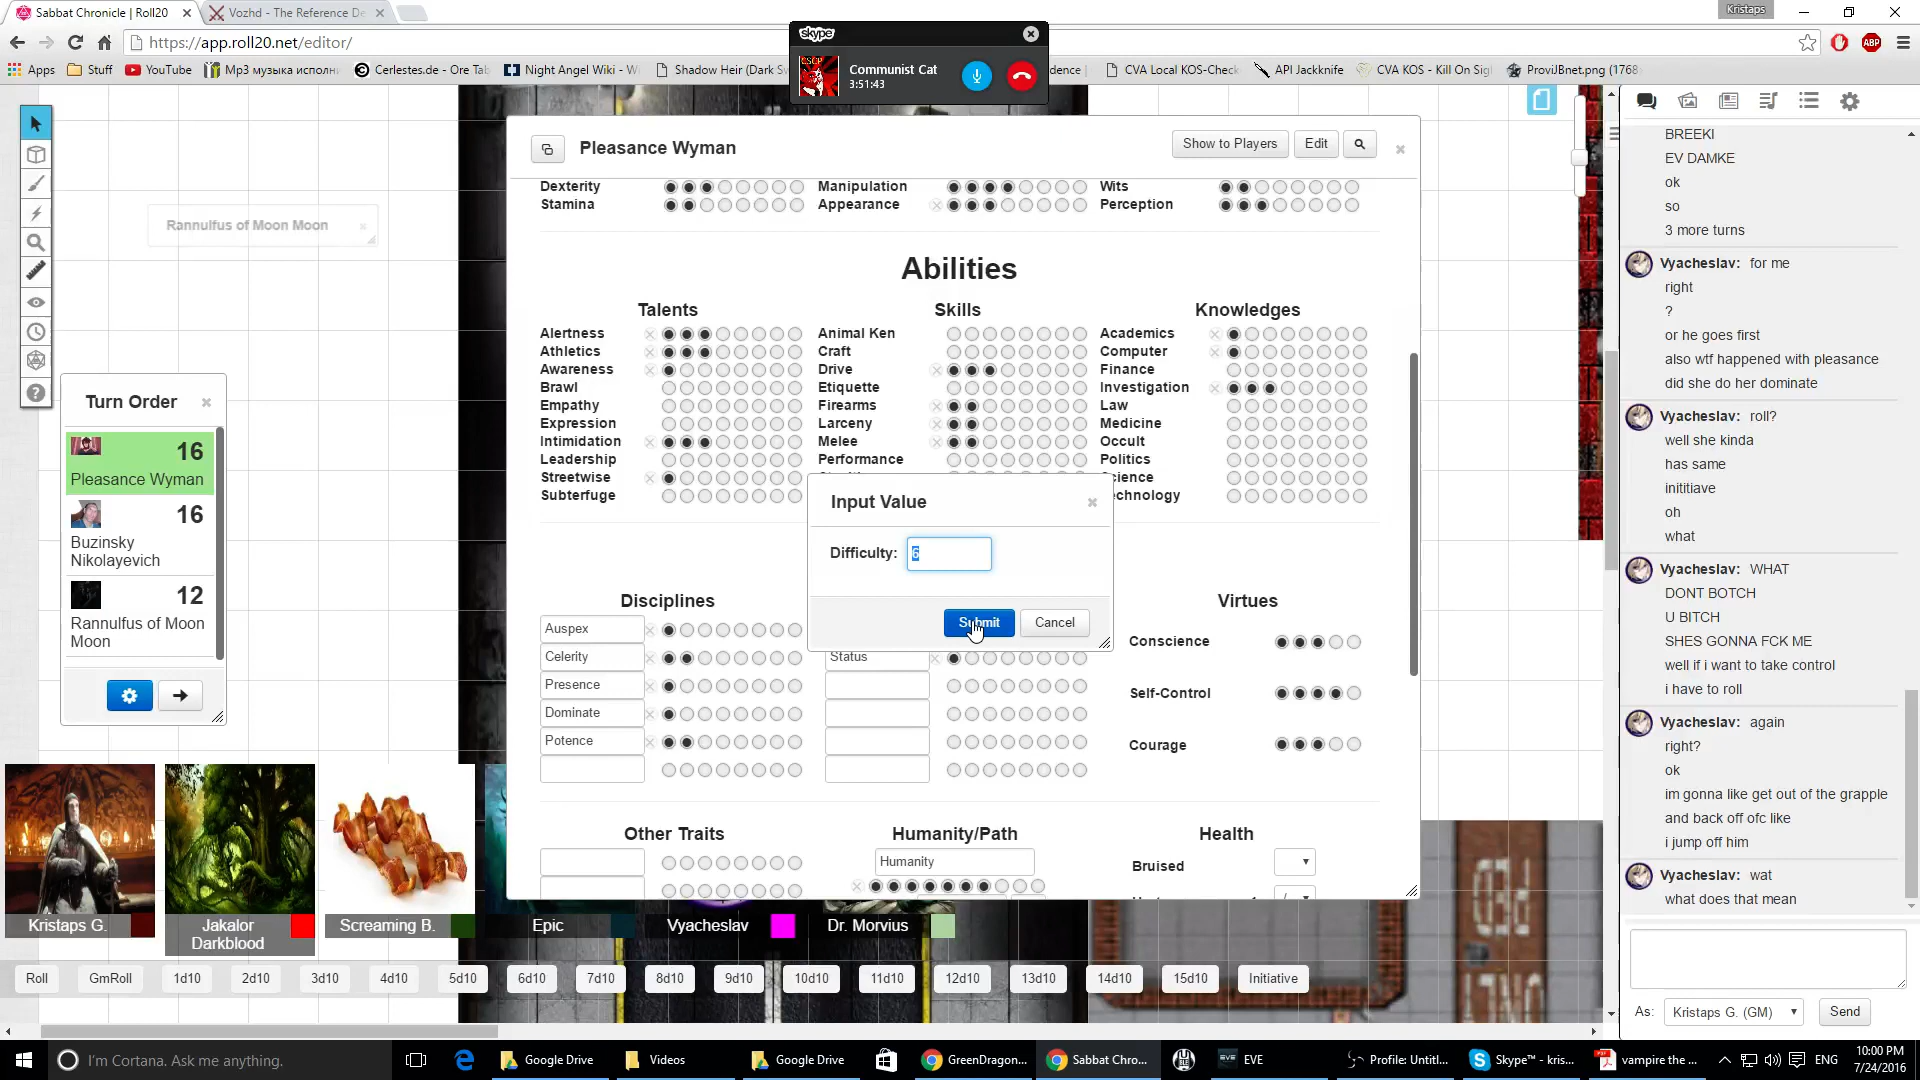 Sabbat Chronicle | Roll20
Vozhd - The Reference De
Kristaps
https://app.roll20.net/editor/
Apps
Stuff
YouTube
Mp3 музыка исполни
Cerlestes.de - Ore Tab
Night Angel Wiki - Wi
Shadow Heir (Dark Sw
dence |
CVA Local KOS-Check
API Jackknife
CVA KOS - Kill On Sigl
ProviJBnet.png (1768
skype
Communist Cat
3:51:43
Rannulfus of Moon Moon
Turn Order
16
Pleasance Wyman
16
Buzinsky
Nikolayevich
12
Rannulfus of Moon
Moon
Pleasance Wyman
Show to Players
Edit
Dexterity
Manipulation
Wits
Stamina
Appearance
Perception
Abilities
Talents
Skills
Knowledges
Alertness
Animal Ken
Academics
Athletics
Craft
Computer
Awareness
Drive
Finance
Brawl
Etiquette
Investigation
Empathy
Firearms
Law
Expression
Larceny
Medicine
Intimidation
Melee
Occult
Leadership
Performance
Politics
Streetwise
cience
Subterfuge
echnology
Input Value
Difficulty:
6
Submit
Cancel
Disciplines
Virtues
Auspex
Celerity
Status
Presence
Dominate
Potence
Conscience
Self-Control
Courage
Other Traits
Humanity/Path
Health
Humanity
Bruised
BREEKI
EV DAMKE
ok
so
3 more turns
Vyacheslav: for me
right
?
or he goes first
also wtf happened with pleasance
did she do her dominate
Vyacheslav: roll?
well she kinda
has same
inititiave
oh
what
Vyacheslav: WHAT
DONT BOTCH
U BITCH
SHES GONNA FCK ME
well if i want to take control
i have to roll
Vyacheslav: again
right?
ok
im gonna like get out of the grapple
and back off ofc like
i jump off him
Vyacheslav: wat
what does that mean
As:
Kristaps G. (GM)
Send
Kristaps G.
Jakalor
Darkblood
Screaming B.
Epic
Vyacheslav
Dr. Morvius
Roll
GmRoll
1d10
2d10
3d10
4d10
5d10
6d10
7d10
8d10
9d10
10d10
11d10
12d10
13d10
14d10
15d10
Initiative
I'm Cortana. Ask me anything.
Google Drive
Videos
Google Drive
GreenDragon...
Sabbat Chro...
EVE
Profile: Untitl...
Skype™ - kris...
vampire the ...
ENG
10:00 PM
7/24/2016